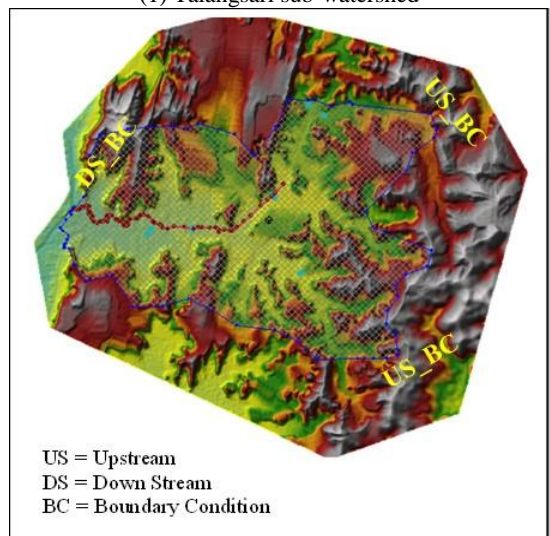 (1) Talangsari sub-watershed
US_BC
DS_BC
US_BC
US = Upstream
DS = Down Stream
BC = Boundary Condition